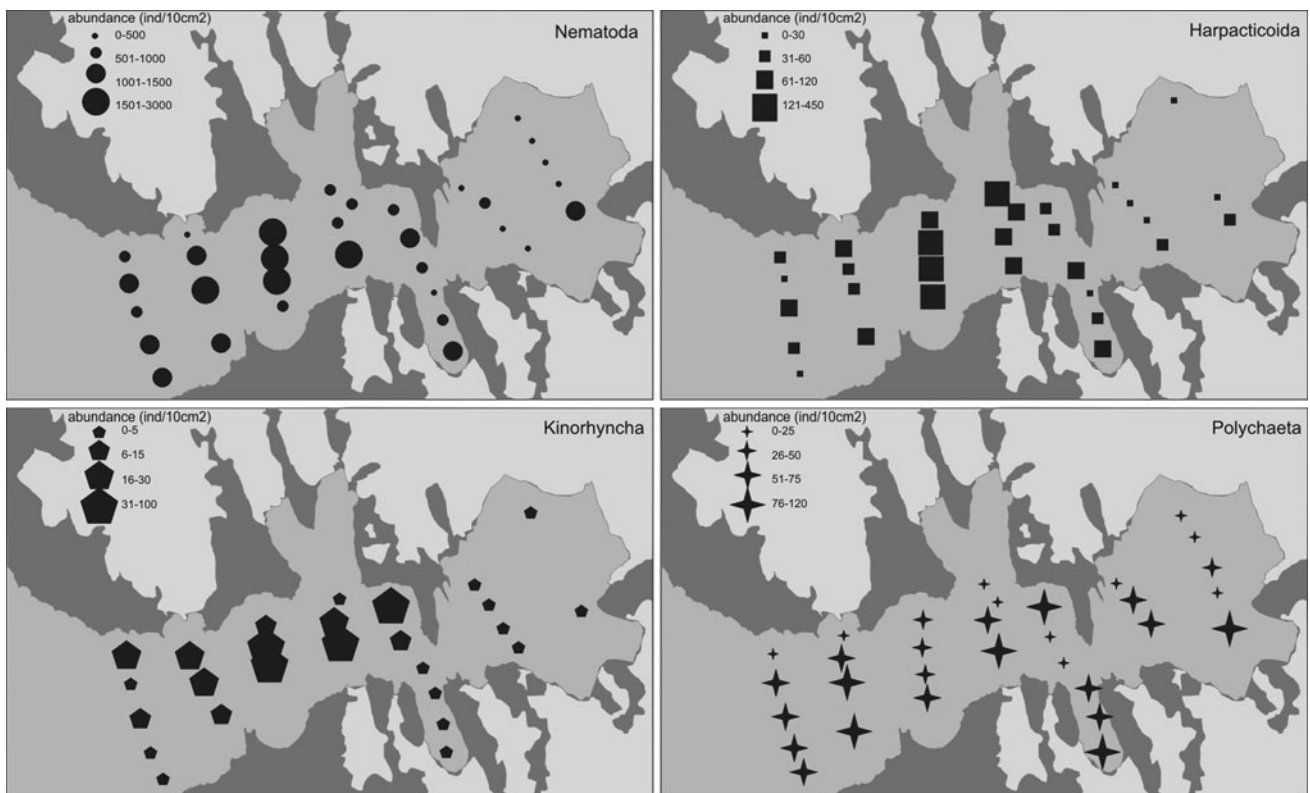 abundance (ind/10cm2)
0-500
501-1000
1001-1500
1501-3000
Nematoda
abundance (ind/10cm2)
0-30
31-60
61-120
121-450
Harpacticoida
abundance (ind/10cm2)
0-5
6-15
16-30
31-100
Kinorhyncha
abundance (ind/10cm2)
0-25
26-50
51-75
76-120
Polychaeta